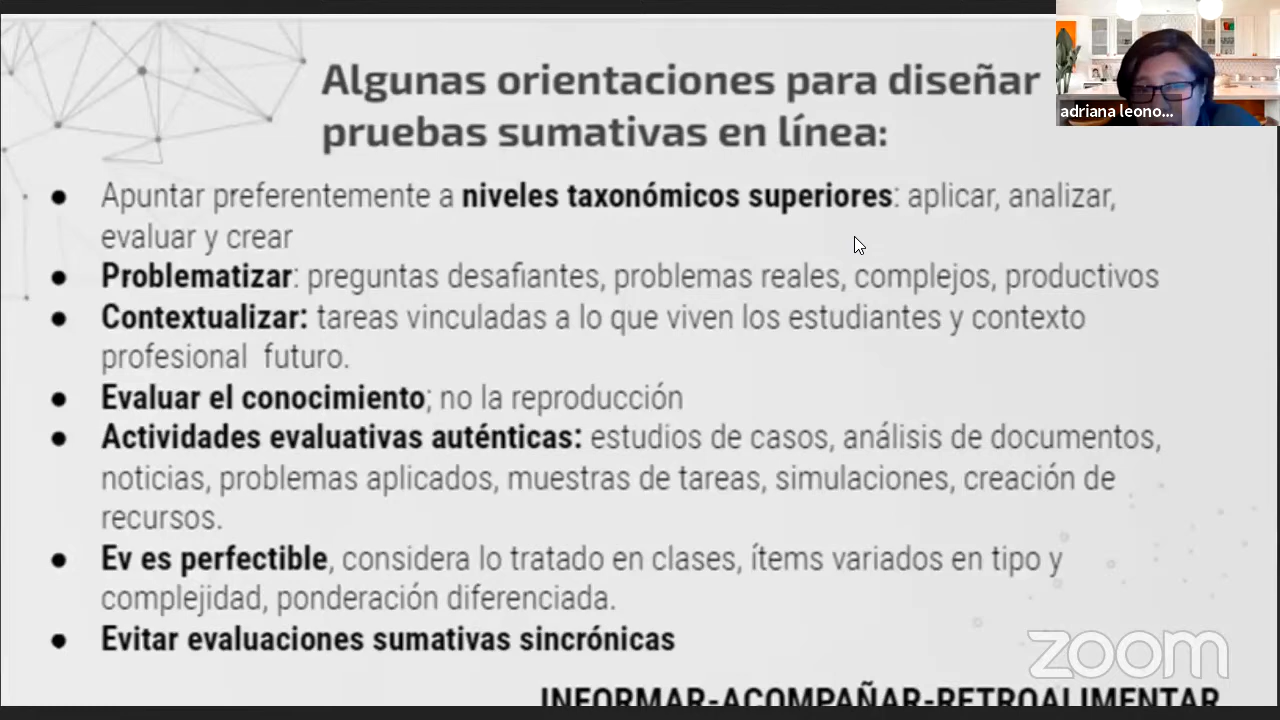 Algunas orientaciones para diseñar
pruebas sumativas en línea:
adriana leono...
● Apuntar preferentemente a niveles taxonómicos superiores: aplicar, analizar,
evaluar y crear
● Problematizar: preguntas desafiantes, problemas reales, complejos, productivos
● Contextualizar: tareas vinculadas a lo que viven los estudiantes y contexto
profesional futuro.
● Evaluar el conocimiento; no la reproducción
● Actividades evaluativas auténticas: estudios de casos, análisis de documentos,
noticias, problemas aplicados, muestras de tareas, simulaciones, creación de
recursos.
● Ev es perfectible, considera lo tratado en clases, ítems variados en tipo y
complejidad, ponderación diferenciada.
● Evitar evaluaciones sumativas sincrónicas
zoom
INFORMAR-ACOMPAÑAR-RETROALIMENTAR